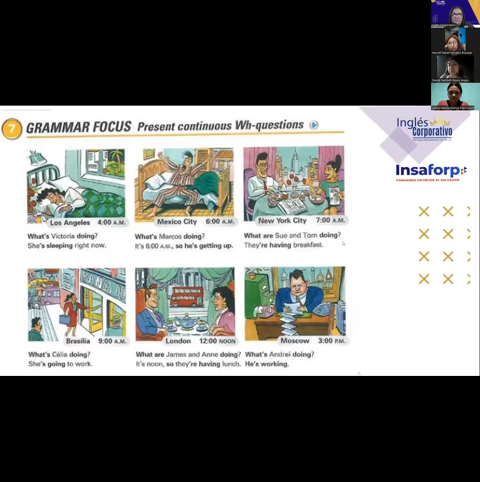 7 GRAMMAR FOCUS Present continuous Wh-questions
Inglés
Corporativo
Insaforp
Los Angeles 4:00 A.M.
What's Victoria doing?
She's sleeping right now.
Mexico City 6:00 A.M.
What's Marcos doing?
It's 6:00 A.M., so he's getting up.
New York City 7:00 A.M.
What are Sue and Tom doing?
They're having breakfast.
Brasília 9:00 A.M.
What's Célia doing?
She's going to work.
London 12:00 NOON
What are James and Anne doing?
It's noon, so they're having lunch.
Moscow 3:00 P.M.
What's Andrei doing?
He's working.